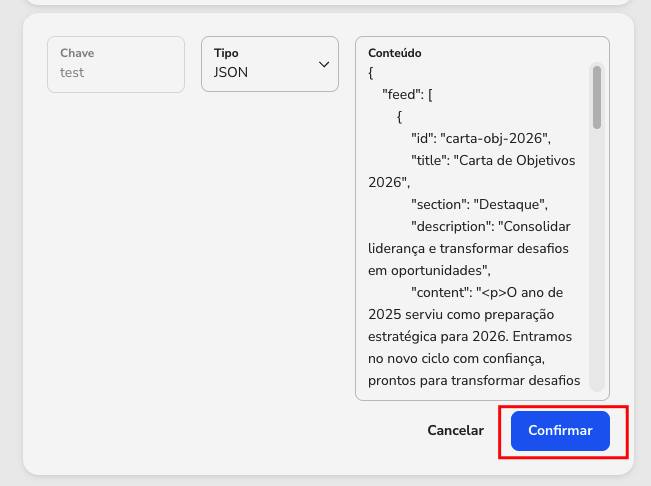 Chave
test
Tipo
JSON
Conteúdo
{
"feed": [
{
"id": "carta-obj-2026",
"title": "Carta de Objetivos
2026",
"section": "Destaque",
"description": "Consolidar
liderança e transformar desafios
em oportunidades",
"content": "<p>O ano de
2025 serviu como preparação
estratégica para 2026. Entramos
no novo ciclo com confiança,
prontos para transformar desafios
Cancelar
Confirmar